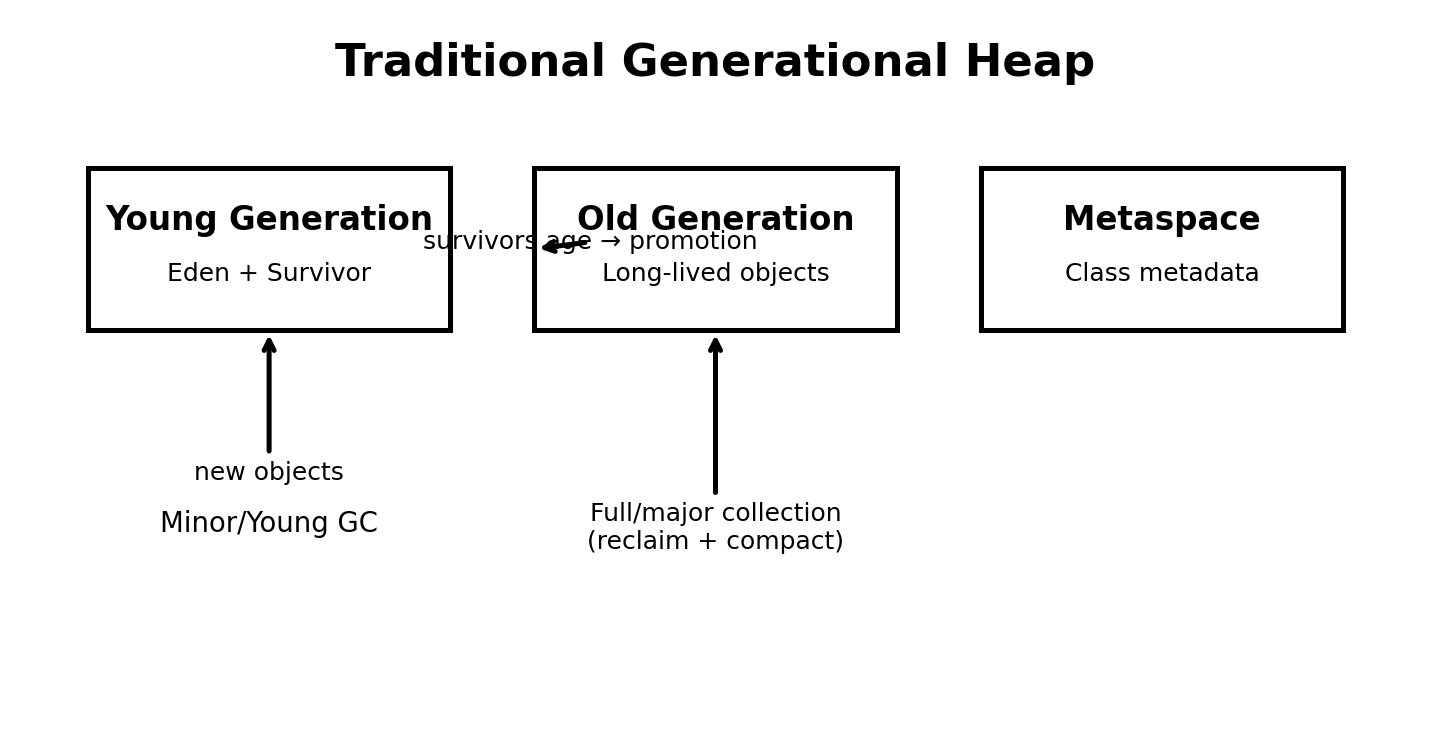 Traditional Generational Heap
Young Generation
Eden + Survivor
survivors age → promotion
Old Generation
Long-lived objects
Metaspace
Class metadata
new objects
Minor/Young GC
Full/major collection
(reclaim + compact)